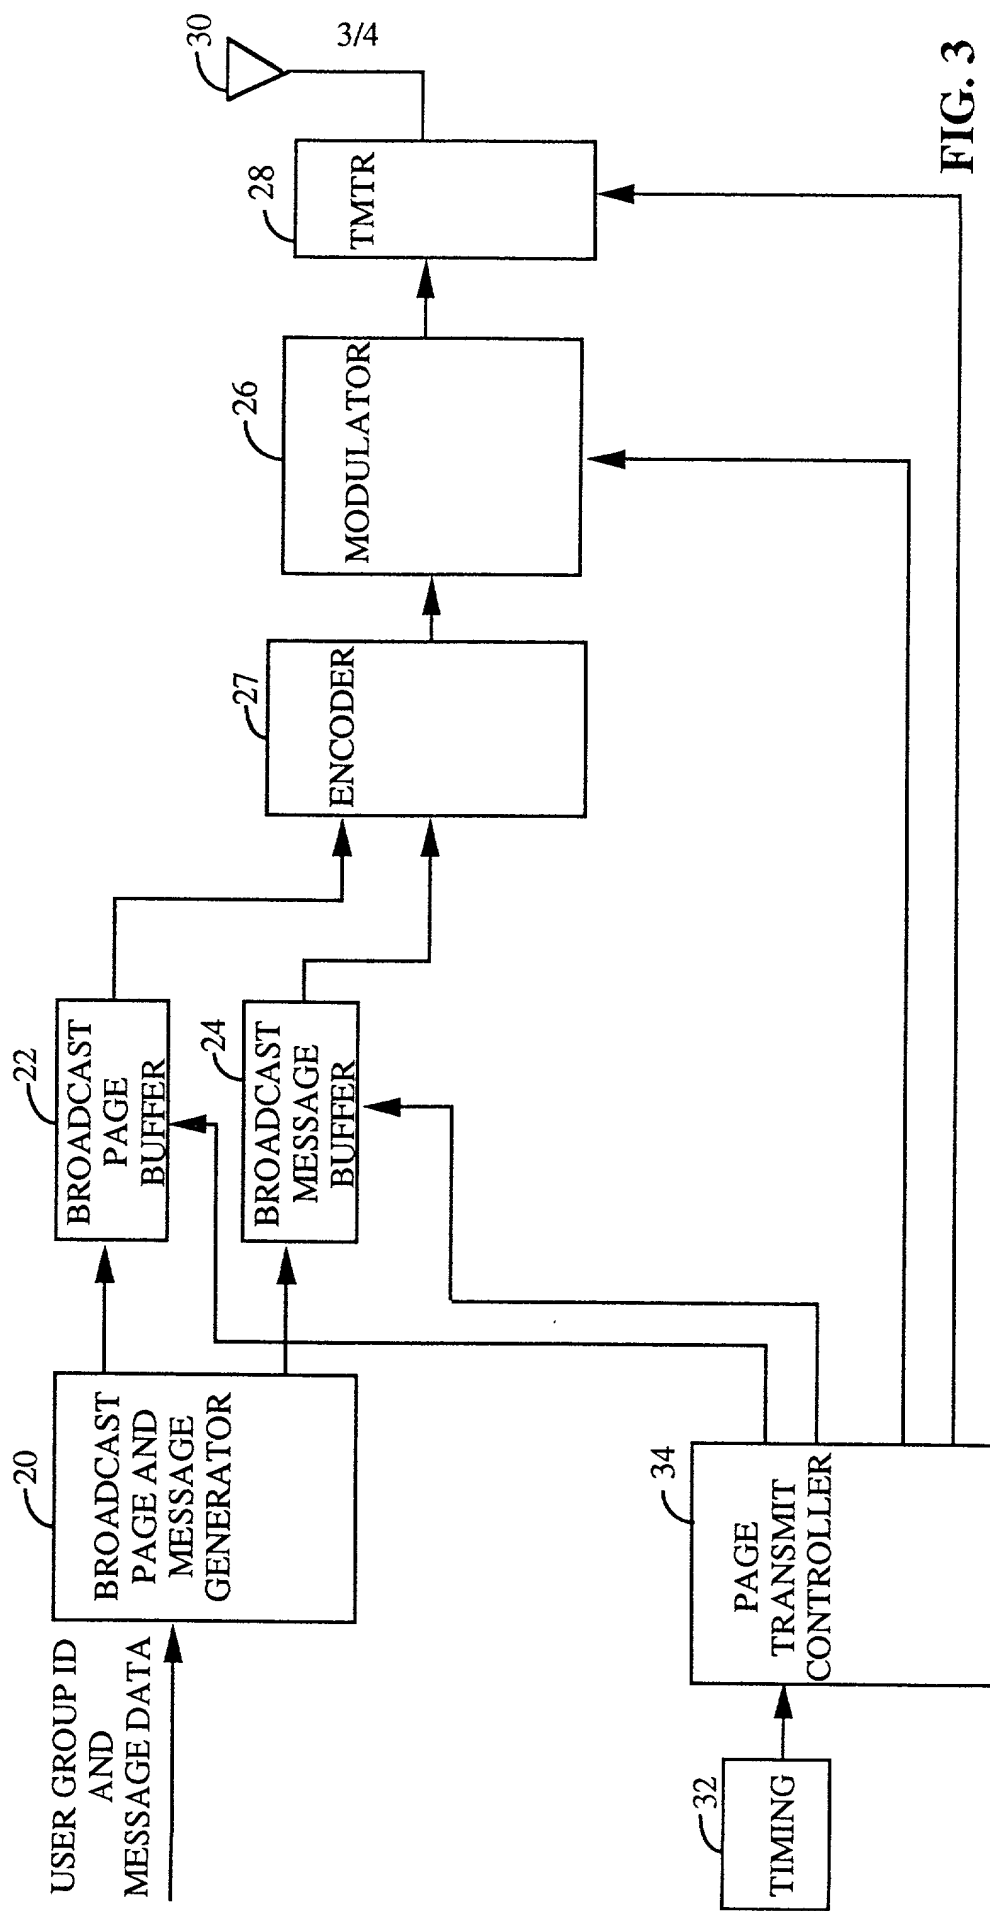 3/4
30
28
TMTR
26
MODULATOR
27
ENCODER
22
BROADCAST
PAGE
BUFFER
24
BROADCAST
MESSAGE
BUFFER
20
BROADCAST
PAGE AND
MESSAGE
GENERATOR
USER GROUP ID
AND
MESSAGE DATA
34
PAGE
TRANSMIT
CONTROLLER
32
TIMING
FIG. 3